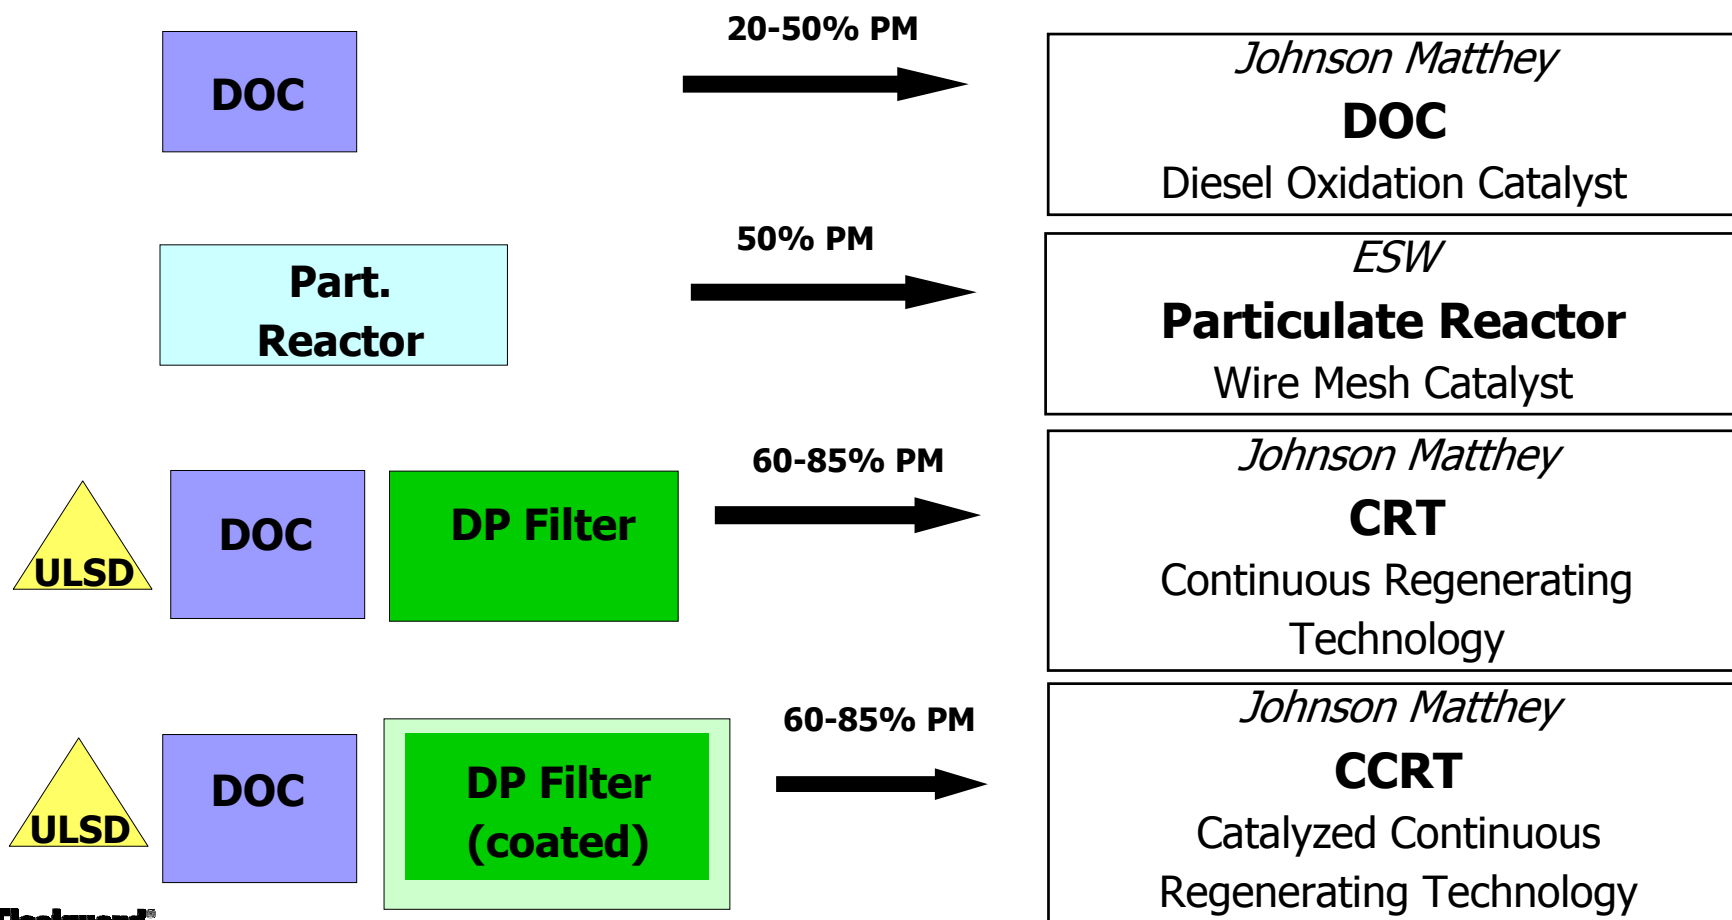 DOC
20-50% PM
Johnson Matthey
DOC
Diesel Oxidation Catalyst
Part.
Reactor
50% PM
ESW
Particulate Reactor
Wire Mesh Catalyst
ULSD
DOC
DP Filter
60-85% PM
Johnson Matthey
CRT
Continuous Regenerating
Technology
ULSD
DOC
DP Filter
(coated)
60-85% PM
Johnson Matthey
CCRT
Catalyzed Continuous
Regenerating Technology